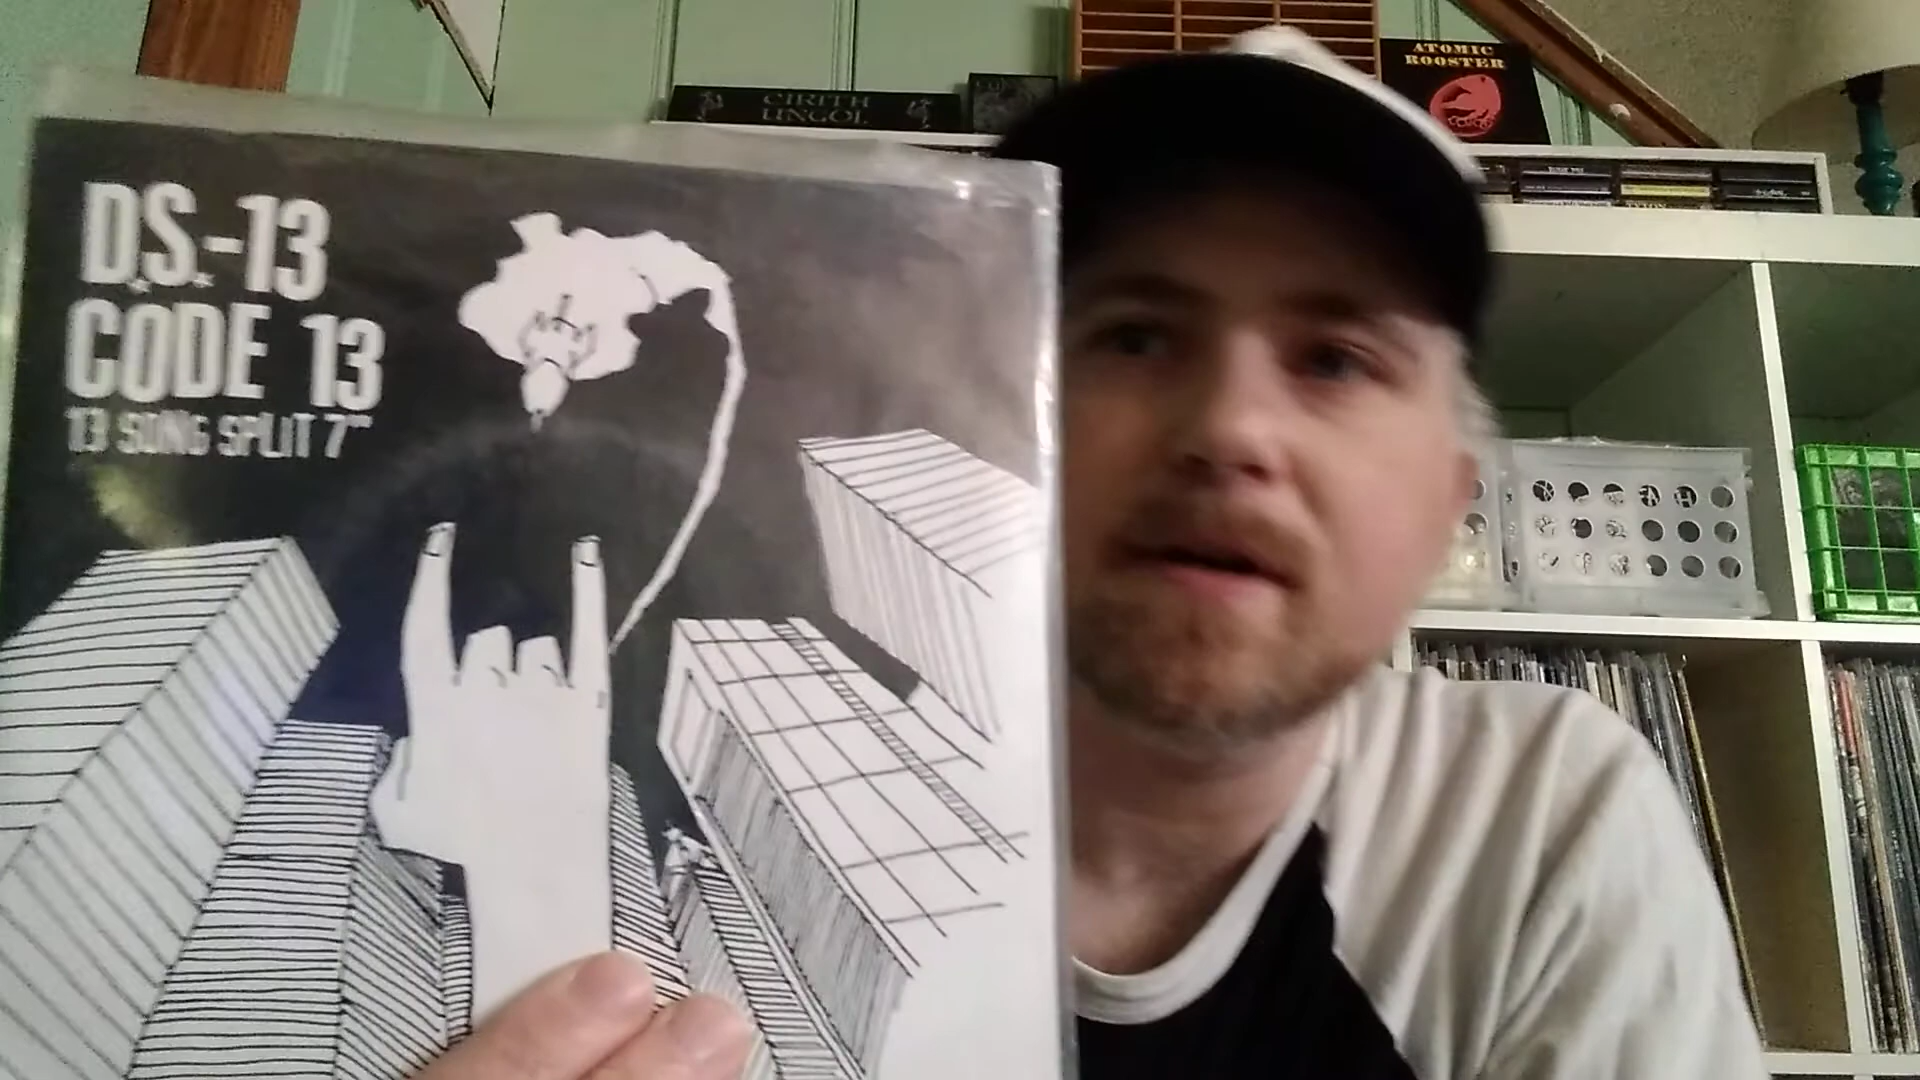 D.S.-13
CODE 13
13 SONG SPLIT 7"
CIRITH
UNGOL
ATOMIC
ROOSTER